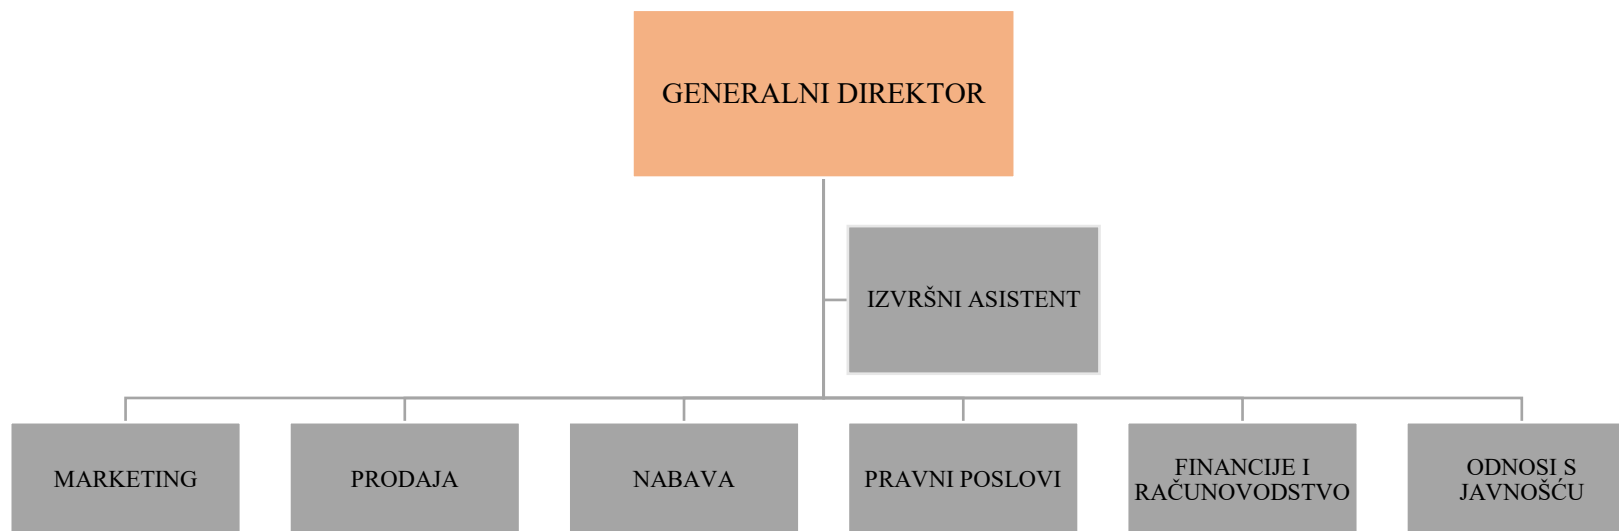 GENERALNI DIREKTOR
IZVRŠNI ASISTENT
MARKETING
PRODAJA
NABAVA
PRAVNI POSLOVI
FINANCIJE I
RAČUNOVODSTVO
ODNOSI S
JAVNOŠĆU